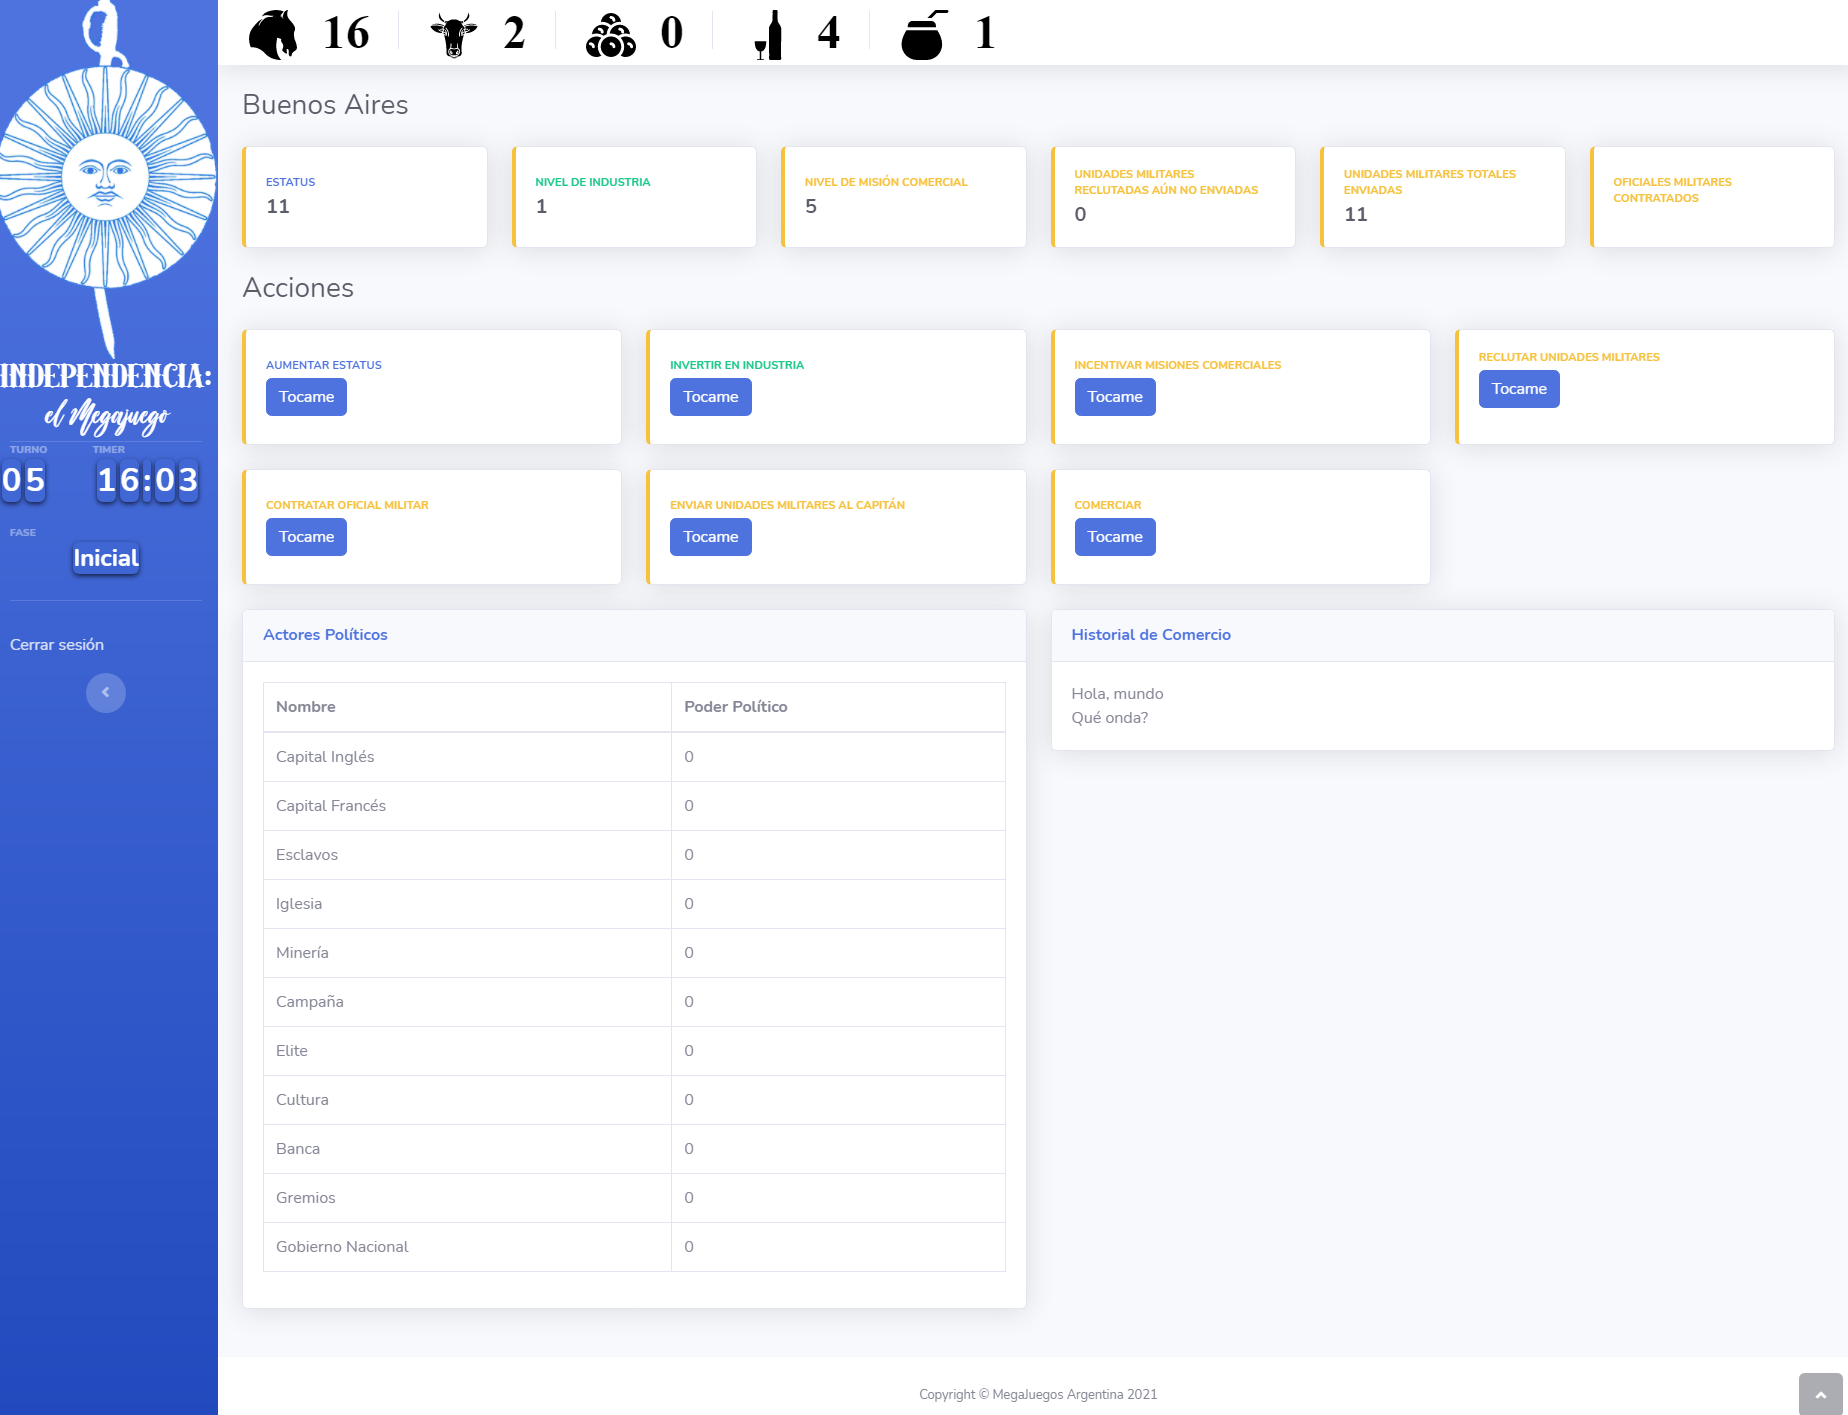 16 2 0 4 1
INDEPENDENCIA:
el Megajuego
TURNO TIMER
05 16:03
FASE
Inicial
Cerrar sesión
Buenos Aires
ESTATUS
11
NIVEL DE INDUSTRIA
1
NIVEL DE MISIÓN COMERCIAL
5
UNIDADES MILITARES
RECLUTADAS AÚN NO ENVIADAS
0
UNIDADES MILITARES TOTALES
ENVIADAS
11
OFICIALES MILITARES
CONTRATADOS
Acciones
AUMENTAR ESTATUS
Tocame
INVERTIR EN INDUSTRIA
Tocame
INCENTIVAR MISIONES COMERCIALES
Tocame
RECLUTAR UNIDADES MILITARES
Tocame
CONTRATAR OFICIAL MILITAR
Tocame
ENVIAR UNIDADES MILITARES AL CAPITÁN
Tocame
COMERCIAR
Tocame
Actores Políticos
Nombre Poder Político
Capital Inglés 0
Capital Francés 0
Esclavos 0
Iglesia 0
Minería 0
Campaña 0
Elite 0
Cultura 0
Banca 0
Gremios 0
Gobierno Nacional 0
Historial de Comercio
Hola, mundo
Qué onda?
Copyright © MegaJuegos Argentina 2021